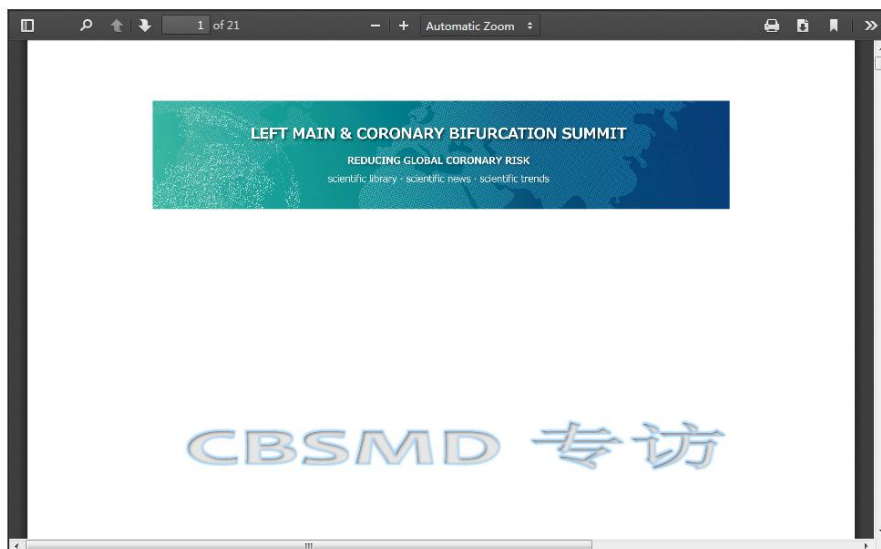 1 of 21
Automatic Zoom
LEFT MAIN & CORONARY BIFURCATION SUMMIT
REDUCING GLOBAL CORONARY RISK
scientific library · scientific news · scientific trends
CBSMD 专访